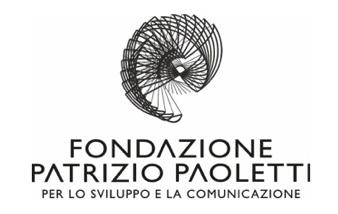 FONDAZIONE
PATRIZIO PAOLETTI
PER LO SVILUPPO E LA COMUNICAZIONE